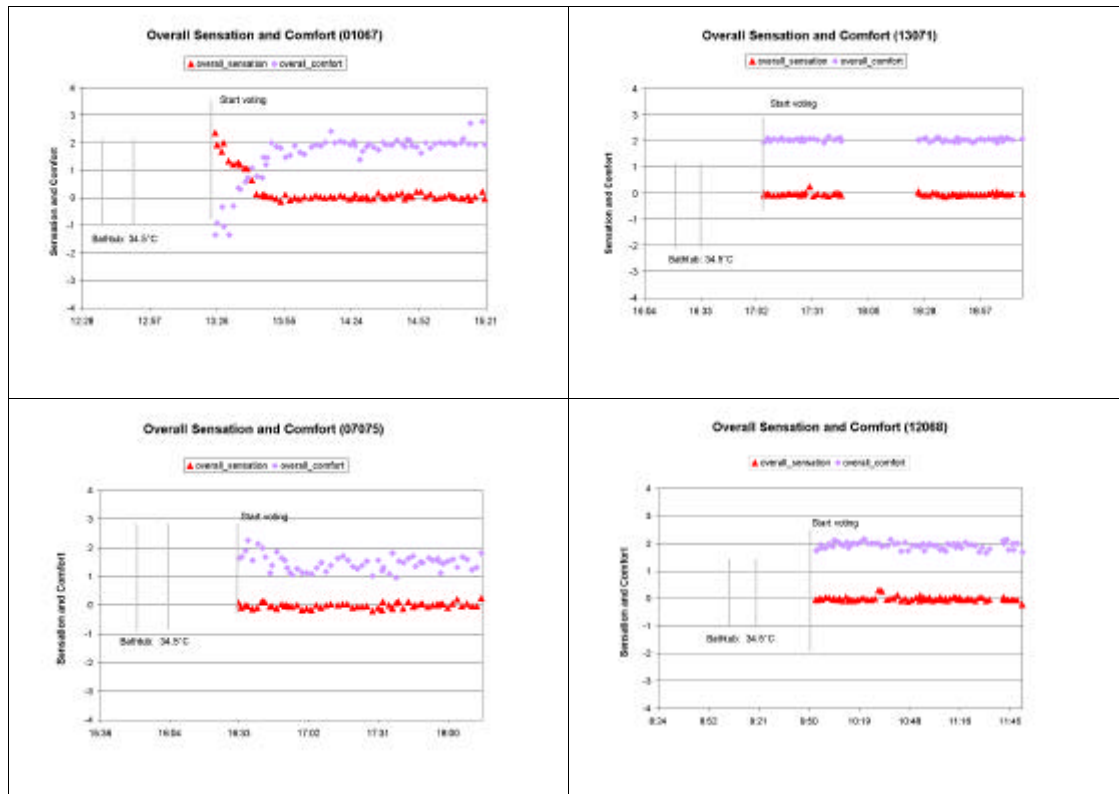 Overall Sensation and Comfort (01067)
overall_sensation overall_comfort
Start voting
4
3
2
1
0
-1
-2
-3
-4
Sensation and Comfort
Bathtub: 34.5°C
12:28 12:57 13:26 13:55 14:24 14:52 15:21
Overall Sensation and Comfort (13071)
overall_sensation overall_comfort
Start voting
4
3
2
1
0
-1
-2
-3
-4
Sensation and Comfort
Bathtub: 34.5°C
16:04 16:33 17:02 17:31 18:00 18:28 18:57
Overall Sensation and Comfort (07075)
overall_sensation overall_comfort
Start voting
4
3
2
1
0
-1
-2
-3
-4
Sensation and Comfort
Bathtub: 34.5°C
15:36 16:04 16:33 17:02 17:31 18:00
Overall Sensation and Comfort (12068)
overall_sensation overall_comfort
Start voting
4
3
2
1
0
-1
-2
-3
-4
Sensation and Comfort
Bathtub: 34.5°C
8:24 8:52 9:21 9:50 10:19 10:48 11:16 11:45